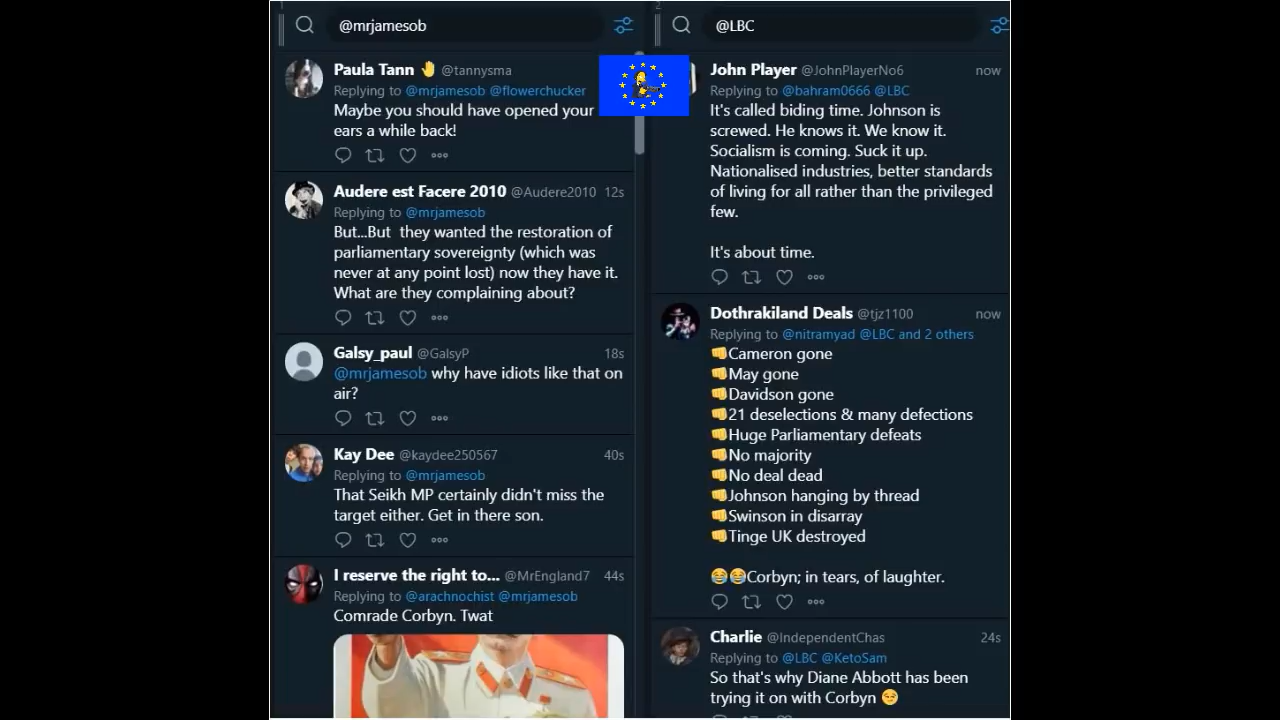 @mrjamesob
Paula Tann 🤚 @tannysma
Replying to @mrjamesob @flowerchucker
Maybe you should have opened your
ears a while back!
Audere est Facere 2010 @Audere2010 12s
Replying to @mrjamesob
But...But they wanted the restoration of
parliamentary sovereignty (which was
never at any point lost) now they have it.
What are they complaining about?
Galsy_paul @GalsyP 18s
@mrjamesob why have idiots like that on
air?
Kay Dee @kaydee250567 40s
Replying to @mrjamesob
That Seikh MP certainly didn't miss the
target either. Get in there son.
I reserve the right to... @MrEngland7 44s
Replying to @arachnochist @mrjamesob
Comrade Corbyn. Twat
2
@LBC
John Player @JohnPlayerNo6 now
Replying to @bahram0666 @LBC
It's called biding time. Johnson is
screwed. He knows it. We know it.
Socialism is coming. Suck it up.
Nationalised industries, better standards
of living for all rather than the privileged
few.
It's about time.
Dothrakiland Deals @tjz1100 now
Replying to @nitramyad @LBC and 2 others
👊Cameron gone
👊May gone
👊Davidson gone
👊21 deselections & many defections
👊Huge Parliamentary defeats
👊No majority
👊No deal dead
👊Johnson hanging by thread
👊Swinson in disarray
👊Tinge UK destroyed
😂😂Corbyn; in tears, of laughter.
Charlie @IndependentChas 24s
Replying to @LBC @KetoSam
So that's why Diane Abbott has been
trying it on with Corbyn 😏